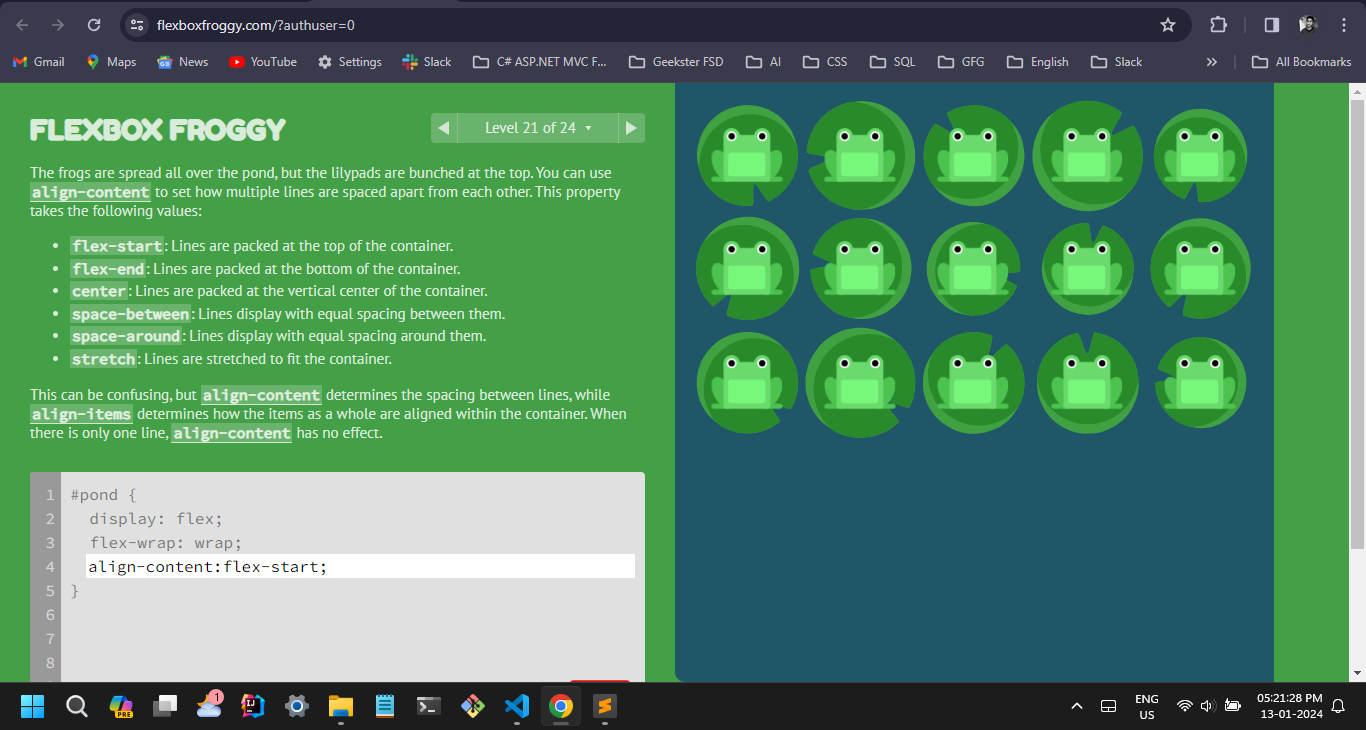 flexboxfroggy.com/?authuser=0
Gmail Maps News YouTube Settings Slack C# ASP.NET MVC F... Geekster FSD AI CSS SQL GFG English Slack » All Bookmarks
FLEXBOX FROGGY
Level 21 of 24
The frogs are spread all over the pond, but the lilypads are bunched at the top. You can use
align-content to set how multiple lines are spaced apart from each other. This property
takes the following values:
• flex-start: Lines are packed at the top of the container.
• flex-end: Lines are packed at the bottom of the container.
• center: Lines are packed at the vertical center of the container.
• space-between: Lines display with equal spacing between them.
• space-around: Lines display with equal spacing around them.
• stretch: Lines are stretched to fit the container.
This can be confusing, but align-content determines the spacing between lines, while
align-items determines how the items as a whole are aligned within the container. When
there is only one line, align-content has no effect.
1 #pond {
2 display: flex;
3 flex-wrap: wrap;
4 align-content:flex-start;
5 }
6
7
8
PRE
1
IJ
ENG
US
05:21:28 PM
13-01-2024